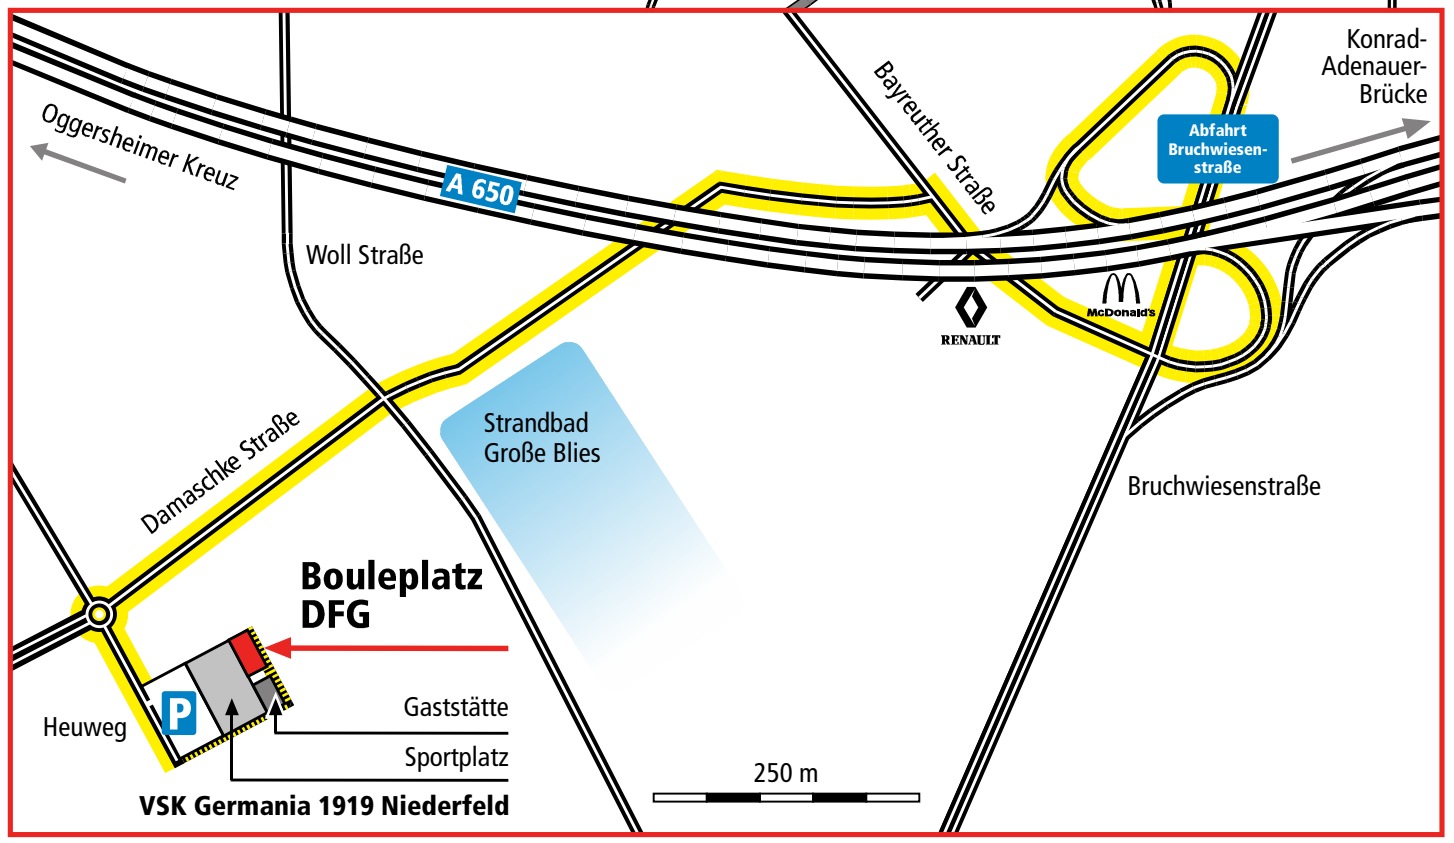 Konrad-
Adenauer-
Brücke
Bayreuther Straße
Abfahrt
Bruchwiesen-
straße
Oggersheimer Kreuz
A 650
Woll Straße
McDonald's
RENAULT
Strandbad
Große Blies
Damaschke Straße
Bruchwiesenstraße
Bouleplatz
DFG
P
Heuweg
Gaststätte
Sportplatz
VSK Germania 1919 Niederfeld
250 m